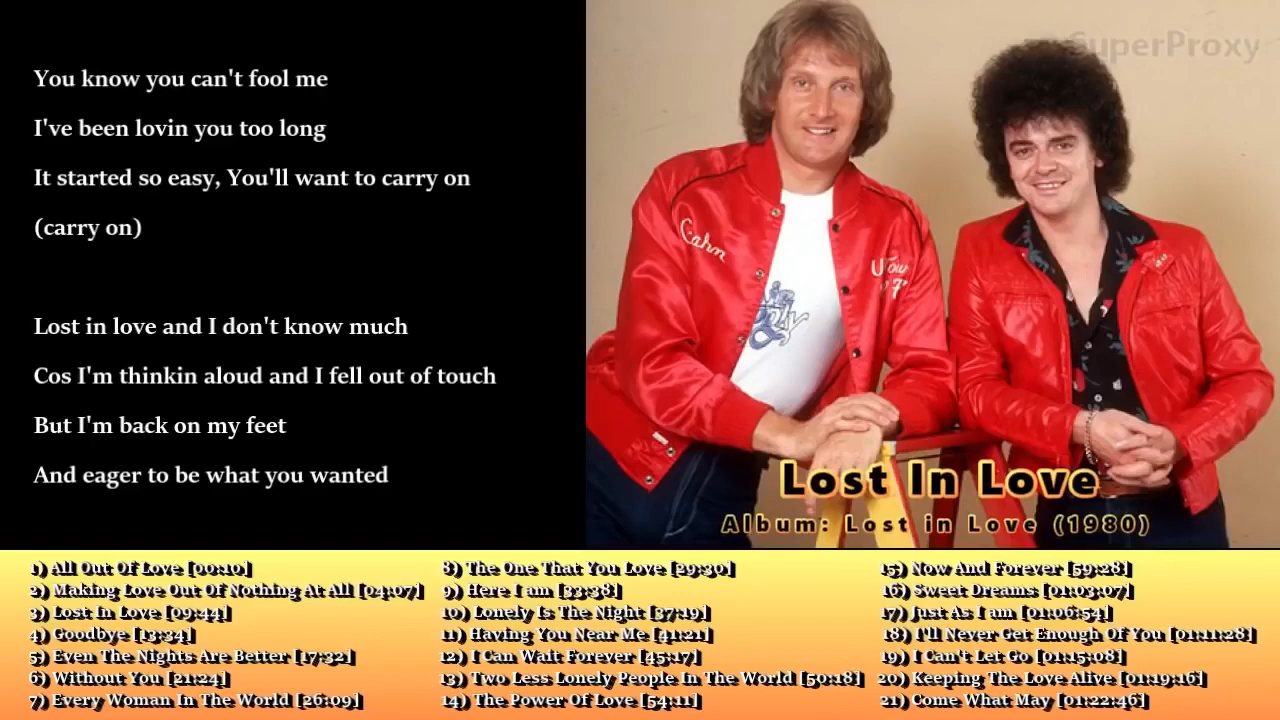 You know you can't fool me
I've been lovin you too long
It started so easy, You'll want to carry on
(carry on)
Lost in love and I don't know much
Cos I'm thinkin aloud and I fell out of touch
But I'm back on my feet
And eager to be what you wanted
SuperProxy
Cahn
Lost In Love
Album: Lost in Love (1980)
1) All Out Of Love [00:10]
2) Making Love Out Of Nothing At All [04:07]
3) Lost In Love [09:44]
4) Goodbye [13:34]
5) Even The Nights Are Better [17:32]
6) Without You [21:24]
7) Every Woman In The World [26:09]
8) The One That You Love [29:30]
9) Here I am [33:38]
10) Lonely Is The Night [37:19]
11) Having You Near Me [41:21]
12) I Can Wait Forever [45:17]
13) Two Less Lonely People In The World [50:18]
14) The Power Of Love [54:11]
15) Now And Forever [59:28]
16) Sweet Dreams [01:03:07]
17) Just As I am [01:06:54]
18) I'll Never Get Enough Of You [01:11:28]
19) I Can't Let Go [01:15:08]
20) Keeping The Love Alive [01:19:16]
21) Come What May [01:22:46]